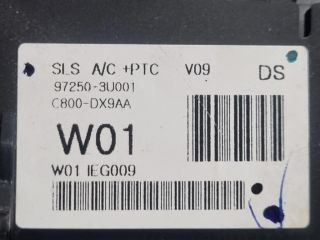 SLS A/C +PTC V09 DS
97250-3U001
C800-DX9AA
W01
W01 IEG009